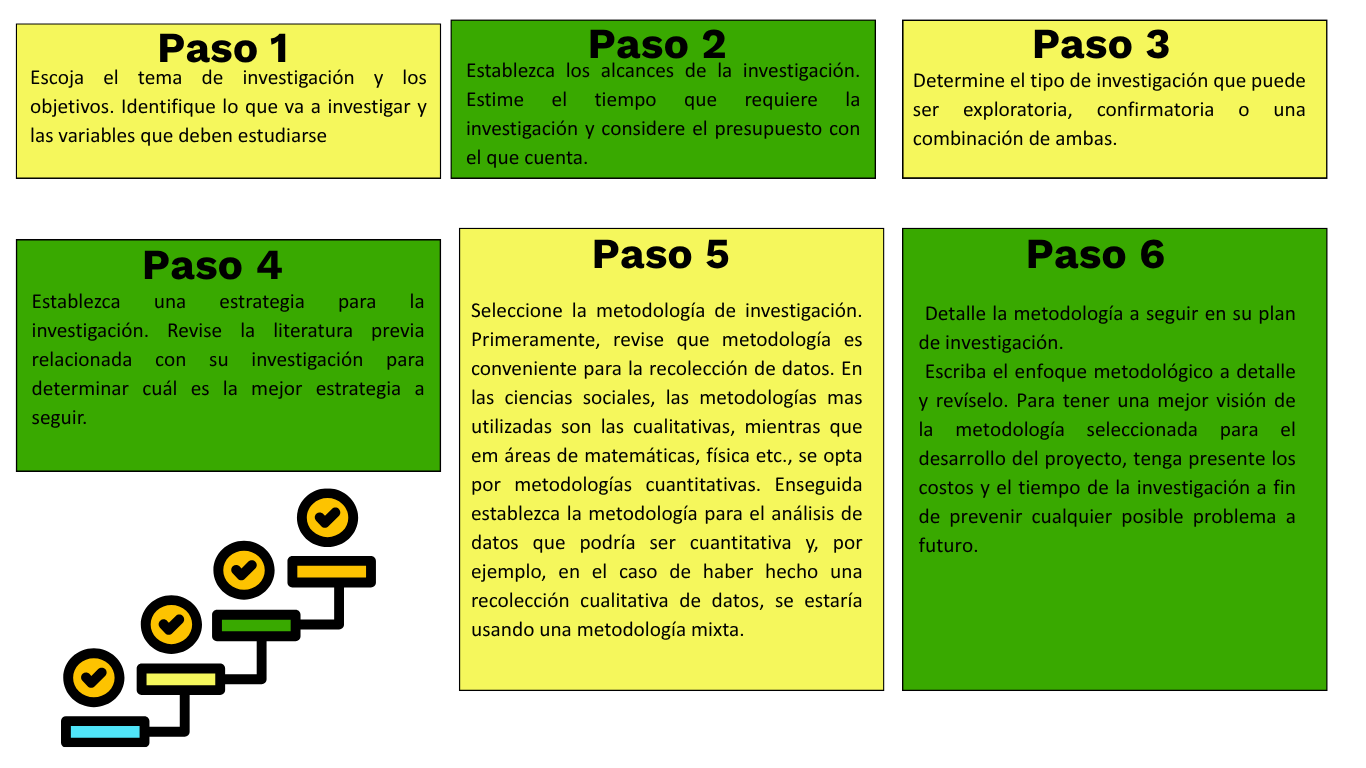 Paso 1
Escoja el tema de investigación y los
objetivos. Identifique lo que va a investigar y
las variables que deben estudiarse
Paso 2
Establezca los alcances de la investigación.
Estime el tiempo que requiere la
investigación y considere el presupuesto con
el que cuenta.
Paso 3
Determine el tipo de investigación que puede
ser exploratoria, confirmatoria o una
combinación de ambas.
Paso 4
Establezca una estrategia para la
investigación. Revise la literatura previa
relacionada con su investigación para
determinar cuál es la mejor estrategia a
seguir.
Paso 5
Seleccione la metodología de investigación.
Primeramente, revise que metodología es
conveniente para la recolección de datos. En
las ciencias sociales, las metodologías mas
utilizadas son las cualitativas, mientras que
em áreas de matemáticas, física etc., se opta
por metodologías cuantitativas. Enseguida
establezca la metodología para el análisis de
datos que podría ser cuantitativa y, por
ejemplo, en el caso de haber hecho una
recolección cualitativa de datos, se estaría
usando una metodología mixta.
Paso 6
Detalle la metodología a seguir en su plan
de investigación.
Escriba el enfoque metodológico a detalle
y revíselo. Para tener una mejor visión de
la metodología seleccionada para el
desarrollo del proyecto, tenga presente los
costos y el tiempo de la investigación a fin
de prevenir cualquier posible problema a
futuro.